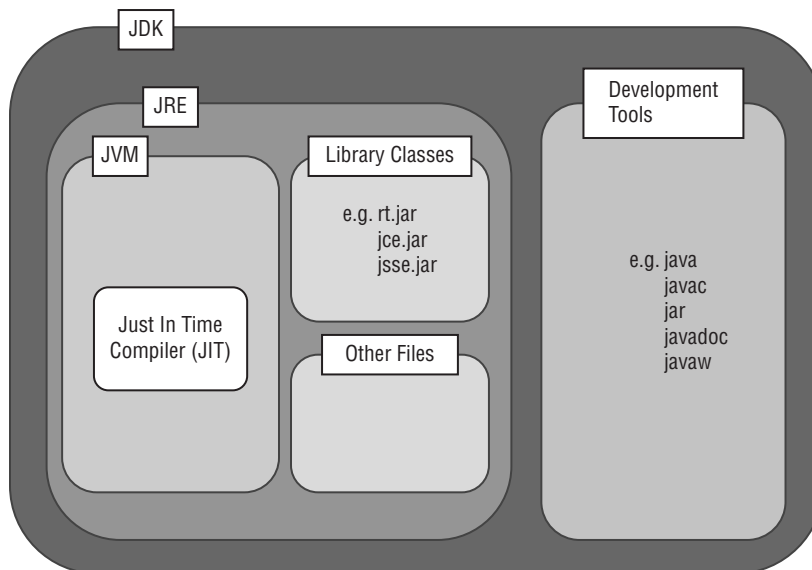 JDK
JRE
JVM
Just In Time
Compiler (JIT)
Library Classes
e.g. rt.jar
jce.jar
jsse.jar
Other Files
Development
Tools
e.g. java
javac
jar
javadoc
javaw